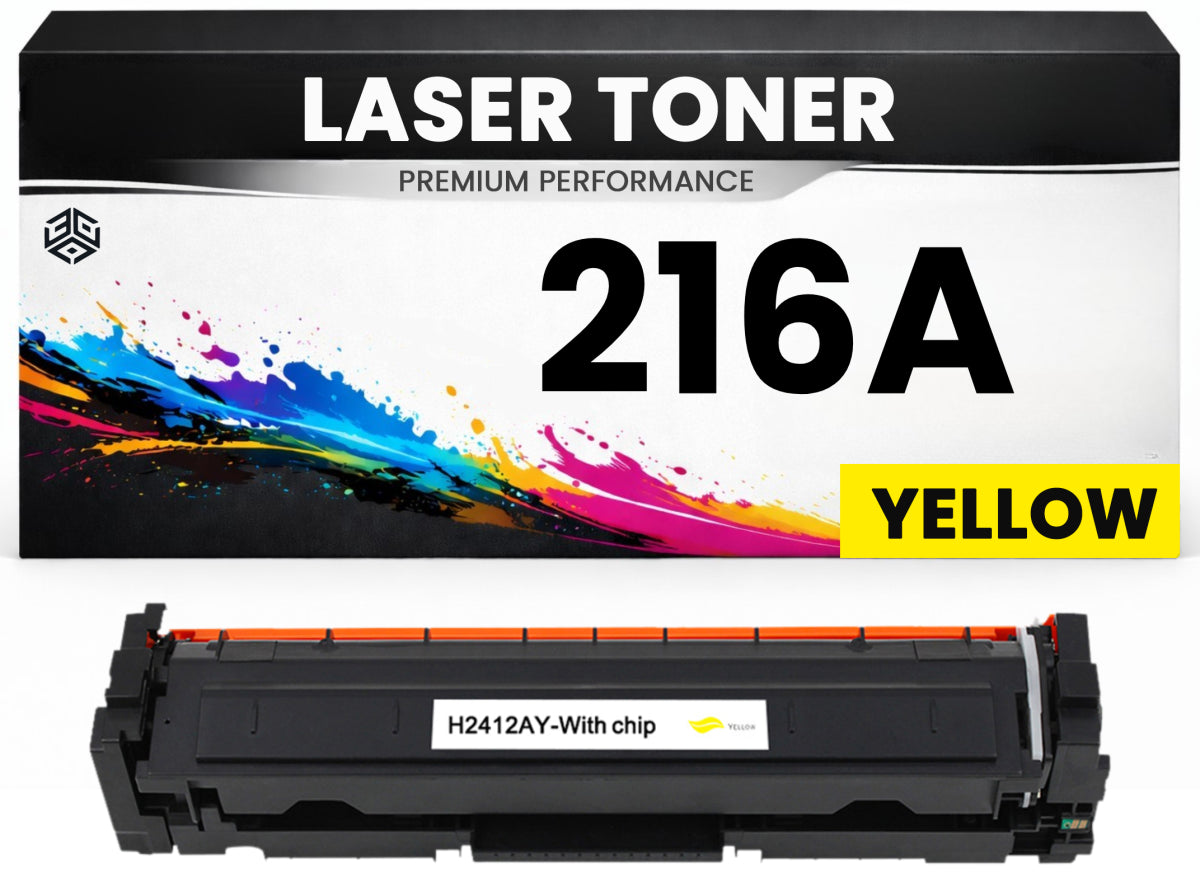 LASER TONER
PREMIUM PERFORMANCE
216A
YELLOW
H2412AY-With chip
YELLOW